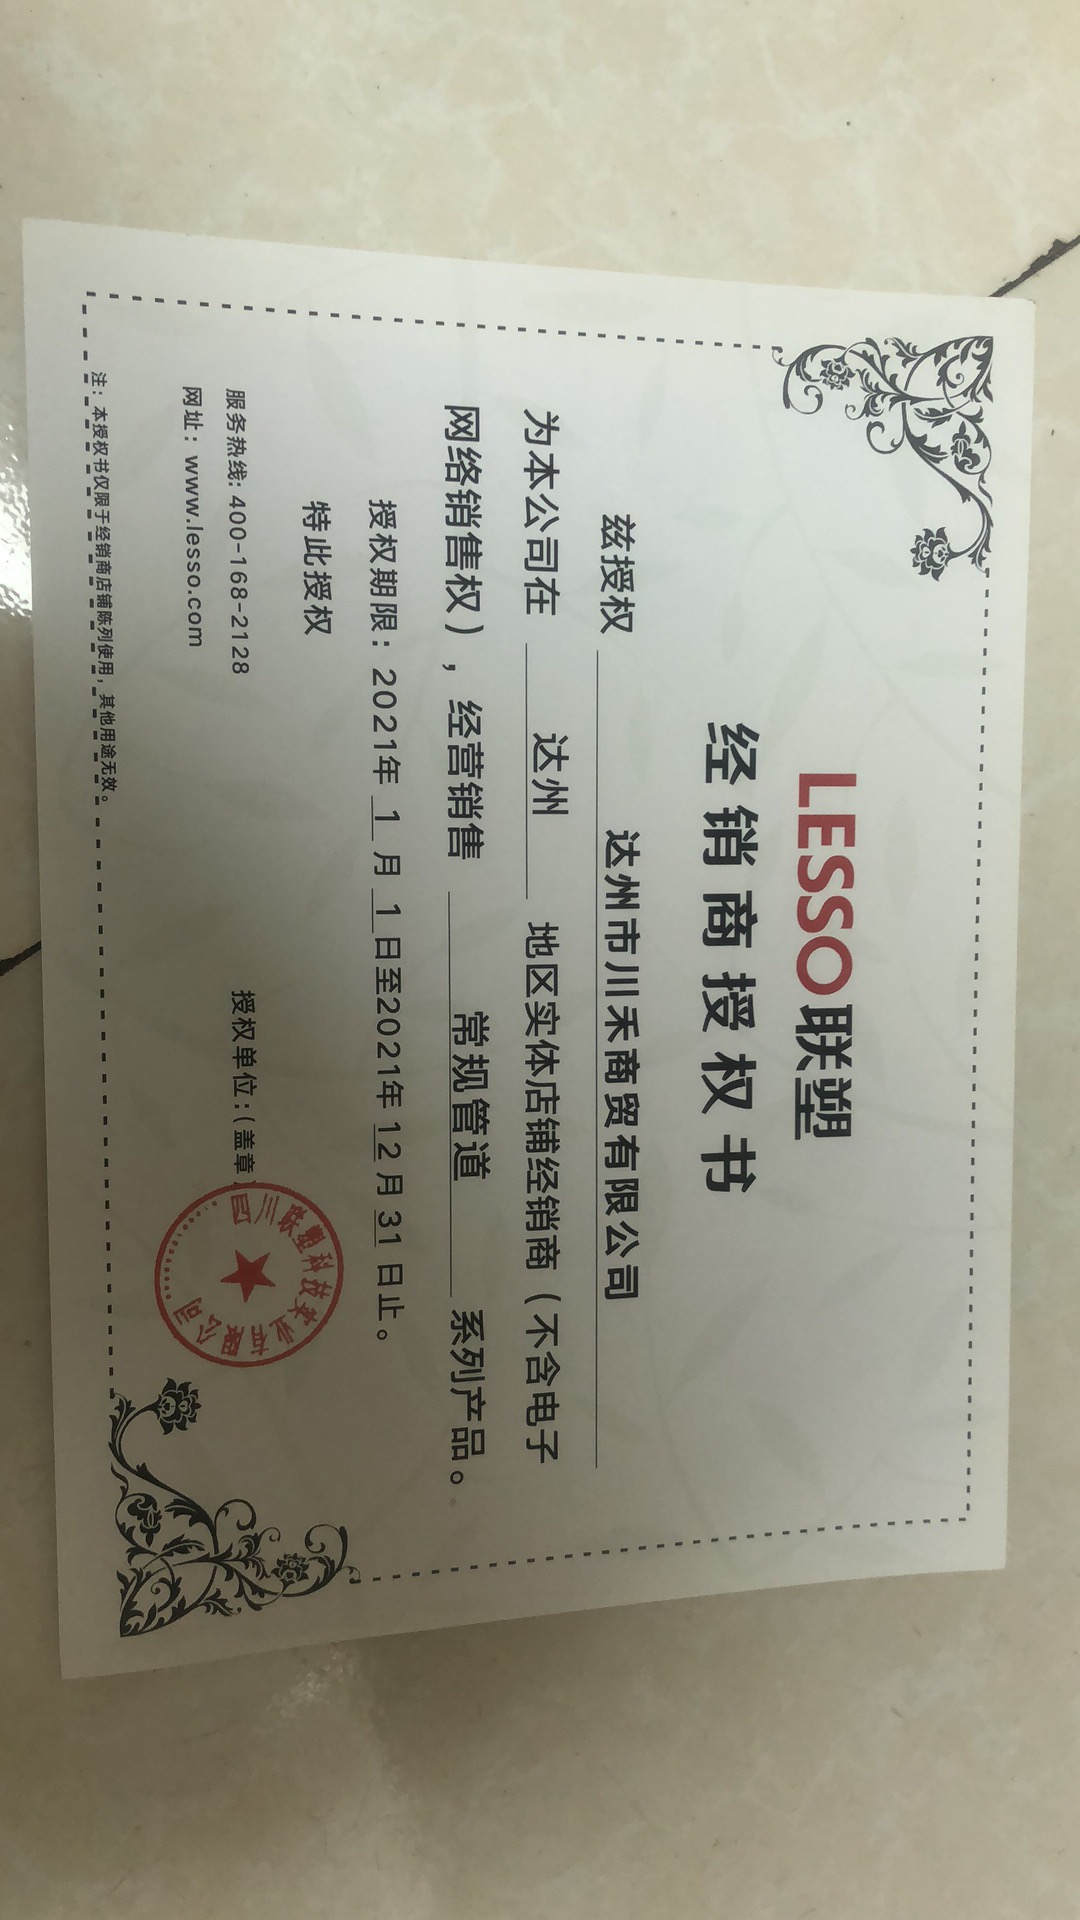 LESSO联塑
经销商授权书
兹授权 达州市川禾商贸有限公司
为本公司在 达州 地区实体店铺经销商（不含电子
网络销售权），经营销售 常规管道 系列产品。
授权期限：2021年 1 月 1 日至2021年 12 月 31 日止。
特此授权
服务热线: 400-168-2128
网址：www.lesso.com
授权单位：（盖章）
四川联塑科技实业有限公司
注：本授权书仅限于经销商店铺陈列使用，其他用途无效。